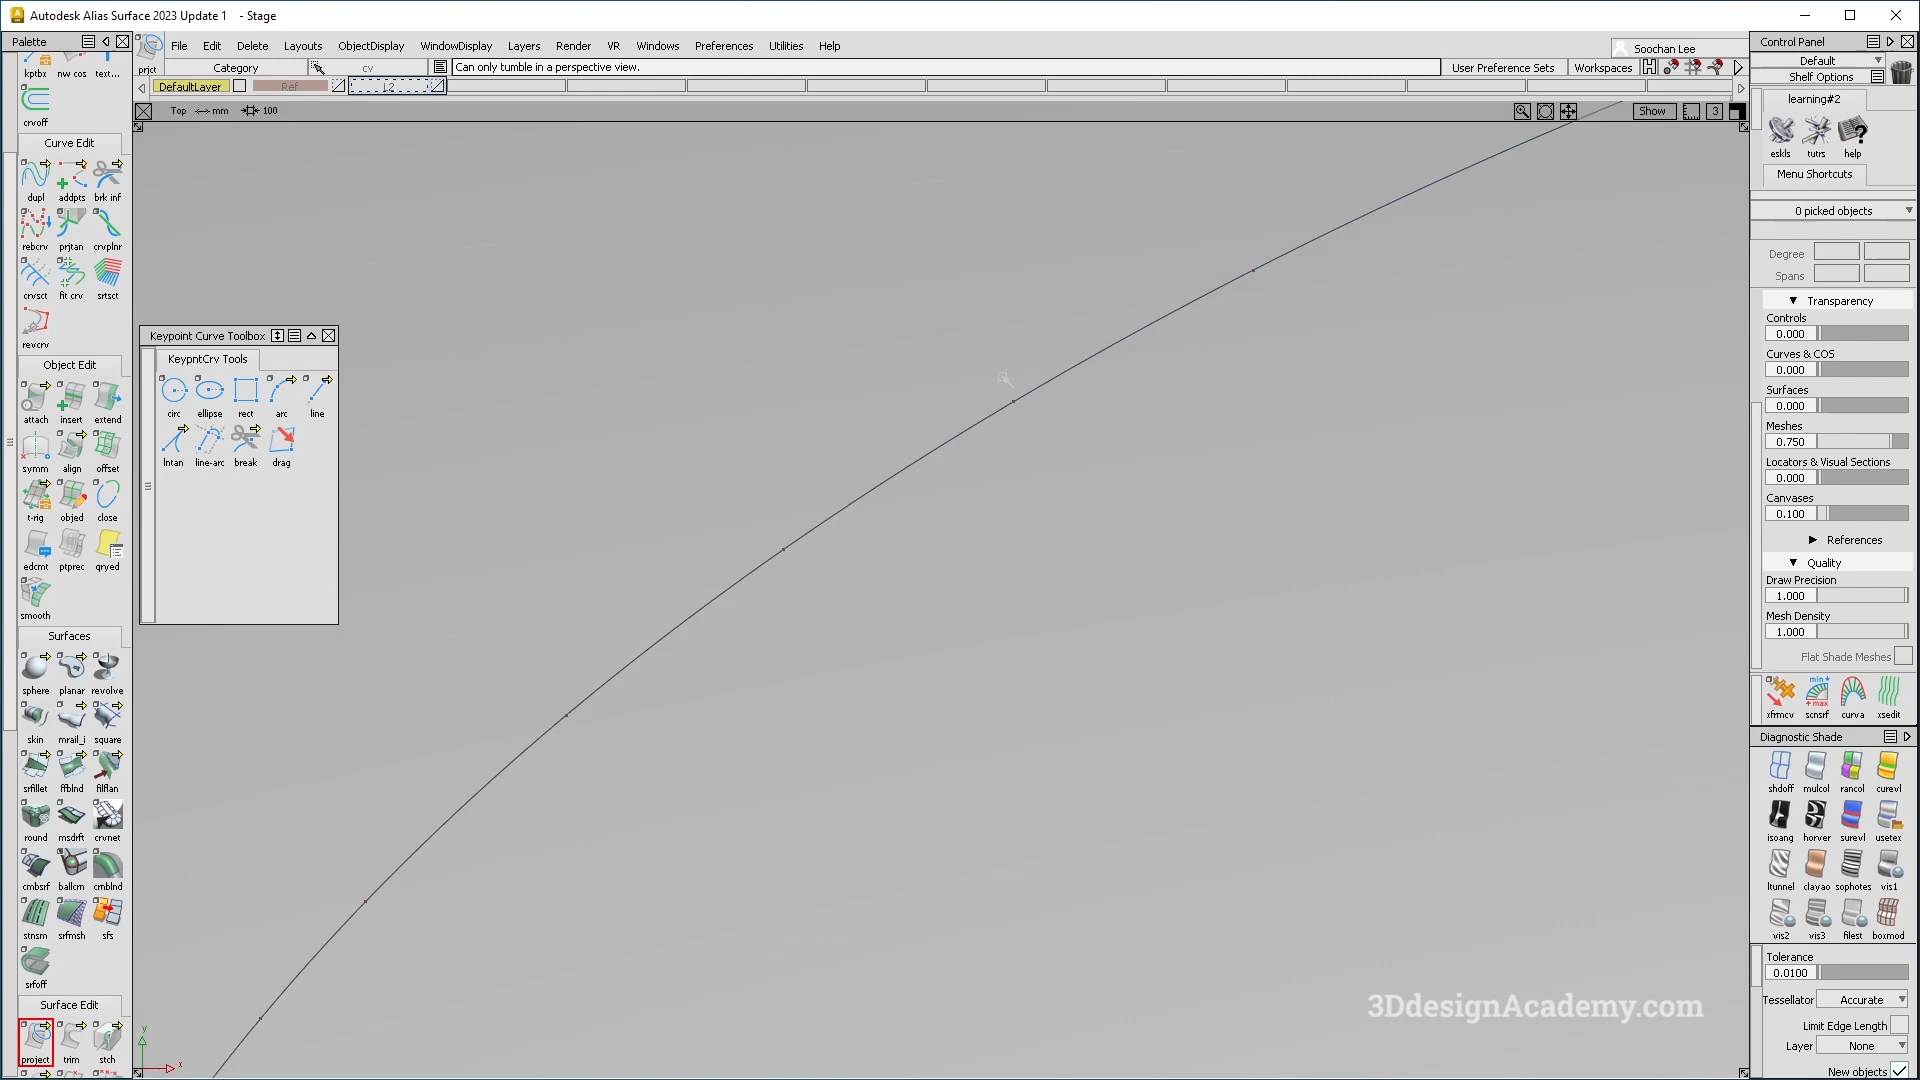 Autodesk Alias Surface 2023 Update 1 - Stage
Palette
File Edit Delete Layouts ObjectDisplay WindowDisplay Layers Render VR Windows Preferences Utilities Help
Soochan Lee
prjct
Category
cv
Can only tumble in a perspective view.
User Preference Sets
Workspaces
DefaultLayer
Ref
L2
Top
mm
100
Show
3
kptbx nw cos text...
crvoff
Curve Edit
dupl addpts brk inf
rebcrv prjtan crvplnr
crvsct fit crv srtsct
revcrv
Object Edit
attach insert extend
symm align offset
t-rig objed close
edcmt ptprec qryed
smooth
Surfaces
sphere planar revolve
skin mrail_i square
srfillet ffblnd filflan
round msdrft crvnet
cmbsrf ballcrn cmblnd
stnsm srfmsh sfs
srfoff
Surface Edit
project trim stch
Keypoint Curve Toolbox
KeypntCrv Tools
circ ellipse rect arc line
lntan line-arc break drag
y
x
3DdesignAcademy.com
Control Panel
Default
Shelf Options
learning#2
eskls tutrs help
Menu Shortcuts
0 picked objects
Degree
Spans
Transparency
Controls
0.000
Curves & COS
0.000
Surfaces
0.000
Meshes
0.750
Locators & Visual Sections
0.000
Canvases
0.100
References
Quality
Draw Precision
1.000
Mesh Density
1.000
Flat Shade Meshes
xfrmcv scnsrf curva xsedit
Diagnostic Shade
shdoff mulcol rancol curevl
isoang horver surevl usetex
ltunnel clayao sophotes vis1
vis2 vis3 filest boxmod
Tolerance
0.0100
Tessellator Accurate
Limit Edge Length
Layer None
New objects